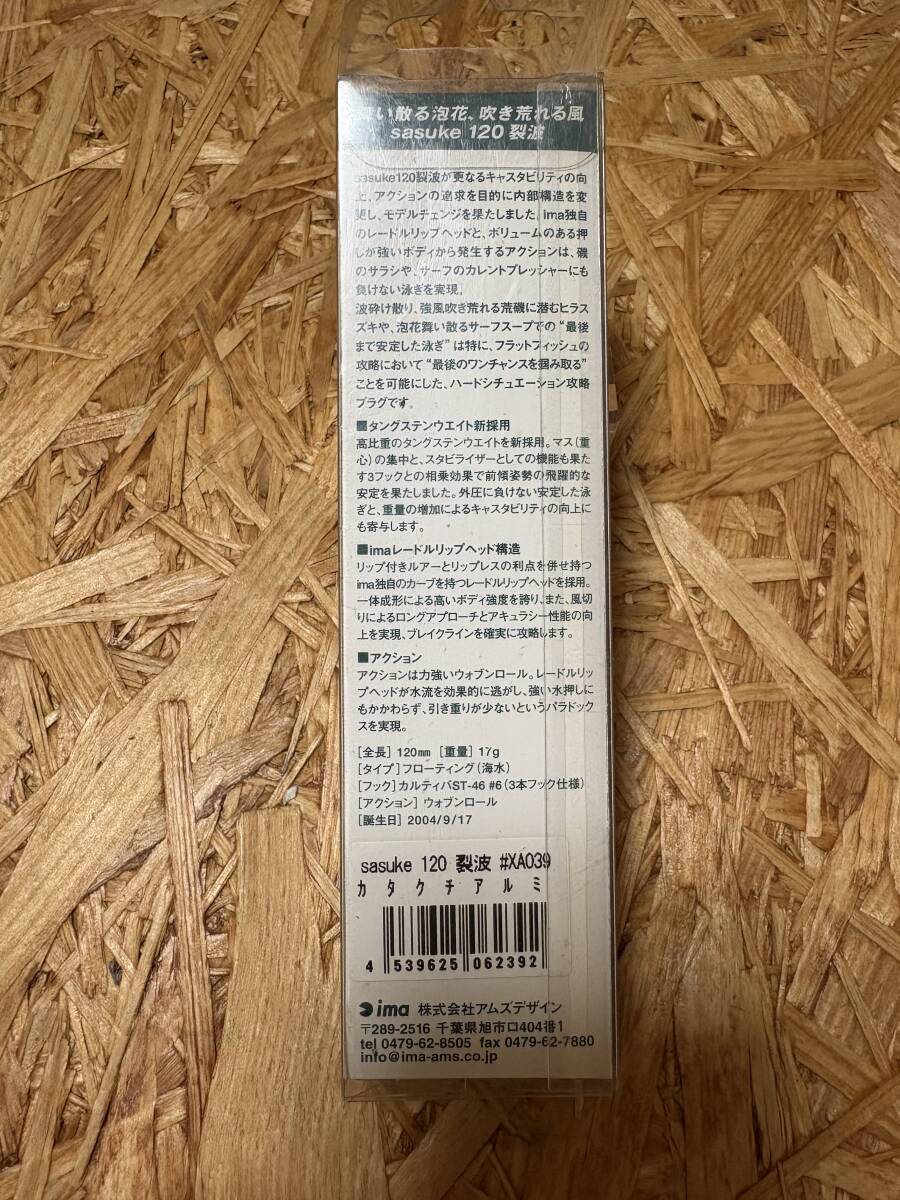 舞い散る泡花、吹き荒れる風
sasuke 120 裂波
sasuke120裂波が更なるキャスタビリティの向
上、アクションの追求を目的に内部構造を変
更し、モデルチェンジを果たしました。ima独自
のレードルリップヘッドと、ボリュームのある押
しが強いボディから発生するアクションは、磯
のサラシや、サーフのカレントプレッシャーにも
負けない泳ぎを実現。
波砕け散り、強風吹き荒れる荒磯に潜むヒラス
ズキや、泡花舞い散るサーフスープでの“最後
まで安定した泳ぎ”は特に、フラットフィッシュの
攻略において“最後のワンチャンスを掴み取る”
ことを可能にした、ハードシチュエーション攻略
プラグです。
■タングステンウエイト新採用
高比重のタングステンウエイトを新採用。マス(重
心)の集中と、スタビライザーとしての機能も果た
す3フックとの相乗効果で前傾姿勢の飛躍的な
安定を果たしました。外圧に負けない安定した泳
ぎと、重量の増加によるキャスタビリティの向上に
も寄与します。
■imaレードルリップヘッド構造
リップ付きルアーとリップレスの利点を併せ持つ
ima独自のカーブを持つレードルリップヘッドを採用。
一体成形による高いボディ強度を誇り、また、風切
りによるロングアプローチとアキュラシー性能の向
上を実現、ブレイクラインを確実に攻略します。
■アクション
アクションは力強いウォブンロール。レードルリッ
プヘッドが水流を効果的に逃がし、強い水押しに
もかかわらず、引き重りが少ないというパラドック
スを実現。
[全長] 120mm [重量] 17g
[タイプ] フローティング(海水)
[フック] カルティバST-46 #6(3本フック仕様)
[アクション] ウォブンロール
[誕生日] 2004/9/17
sasuke 120 裂波 #XA039
カタクチアルミ
4 539625 062392
ima 株式会社アムズデザイン
〒289-2516 千葉県旭市ロ404番1
tel 0479-62-8505 fax 0479-62-7880
info@ima-ams.co.jp